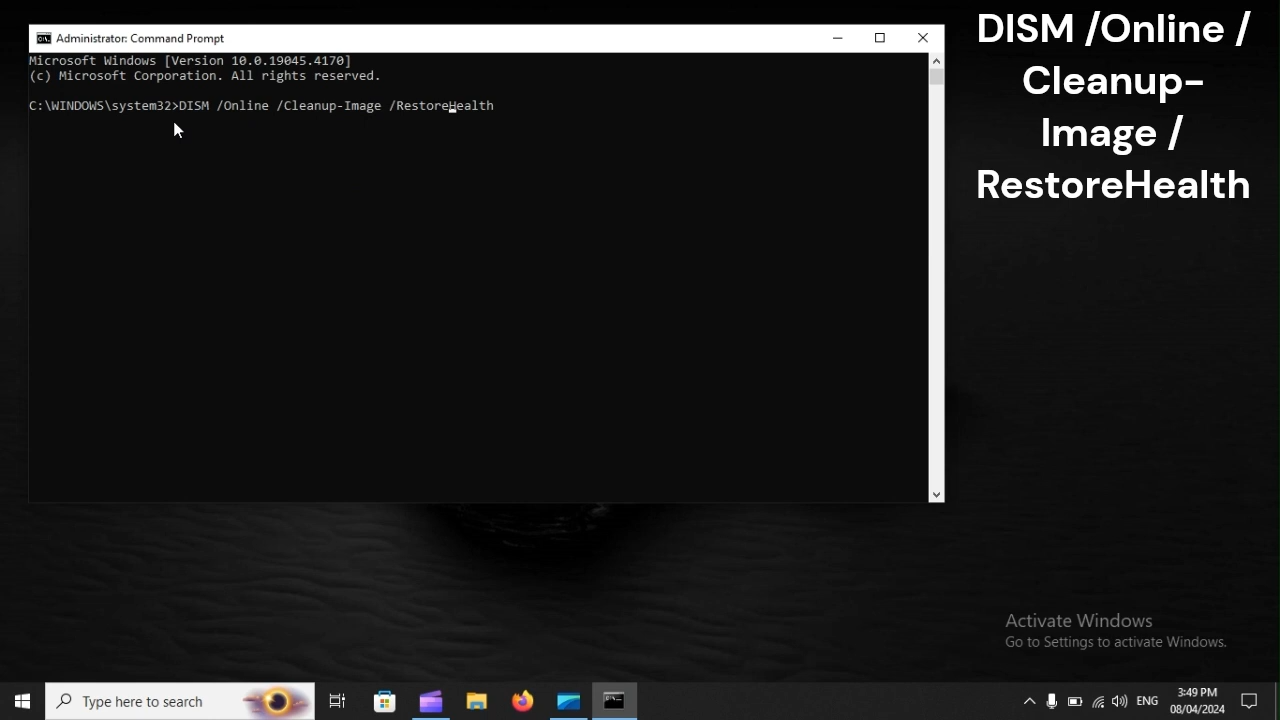 Administrator: Command Prompt
Microsoft Windows [Version 10.0.19045.4170]
(c) Microsoft Corporation. All rights reserved.
C:\WINDOWS\system32>DISM /Online /Cleanup-Image /RestoreHealth
DISM /Online /
Cleanup-
Image /
RestoreHealth
Activate Windows
Go to Settings to activate Windows.
Type here to search
ENG
3:49 PM
08/04/2024